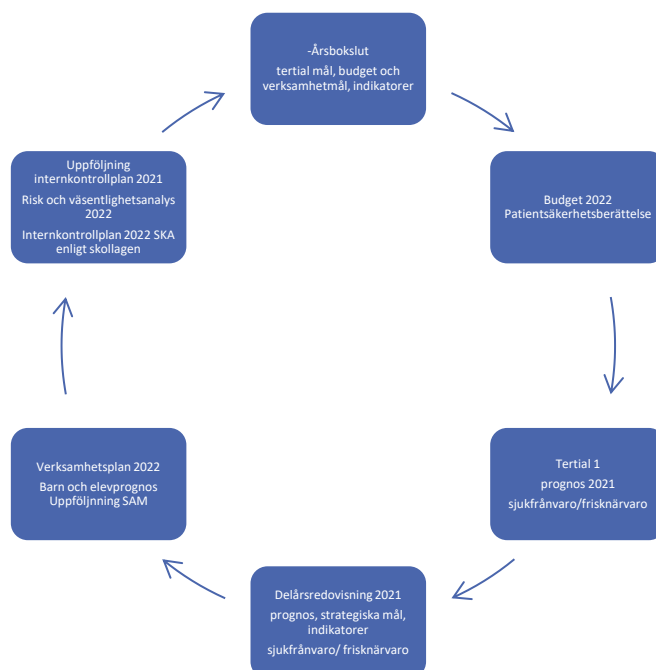 -Årsbokslut
tertial mål, budget och
verksamhetmål, indikatorer
Budget 2022
Patientsäkerhetsberättelse
Tertial 1
prognos 2021
sjukfrånvaro/frisknärvaro
Delårsredovisning 2021
prognos, strategiska mål,
indikatorer
sjukfrånvaro/ frisknärvaro
Verksamhetsplan 2022
Barn och elevprognos
Uppföljnning SAM
Uppföljning
internkontrollplan 2021
Risk och väsentlighetsanalys
2022
Internkontrollplan 2022 SKA
enligt skollagen